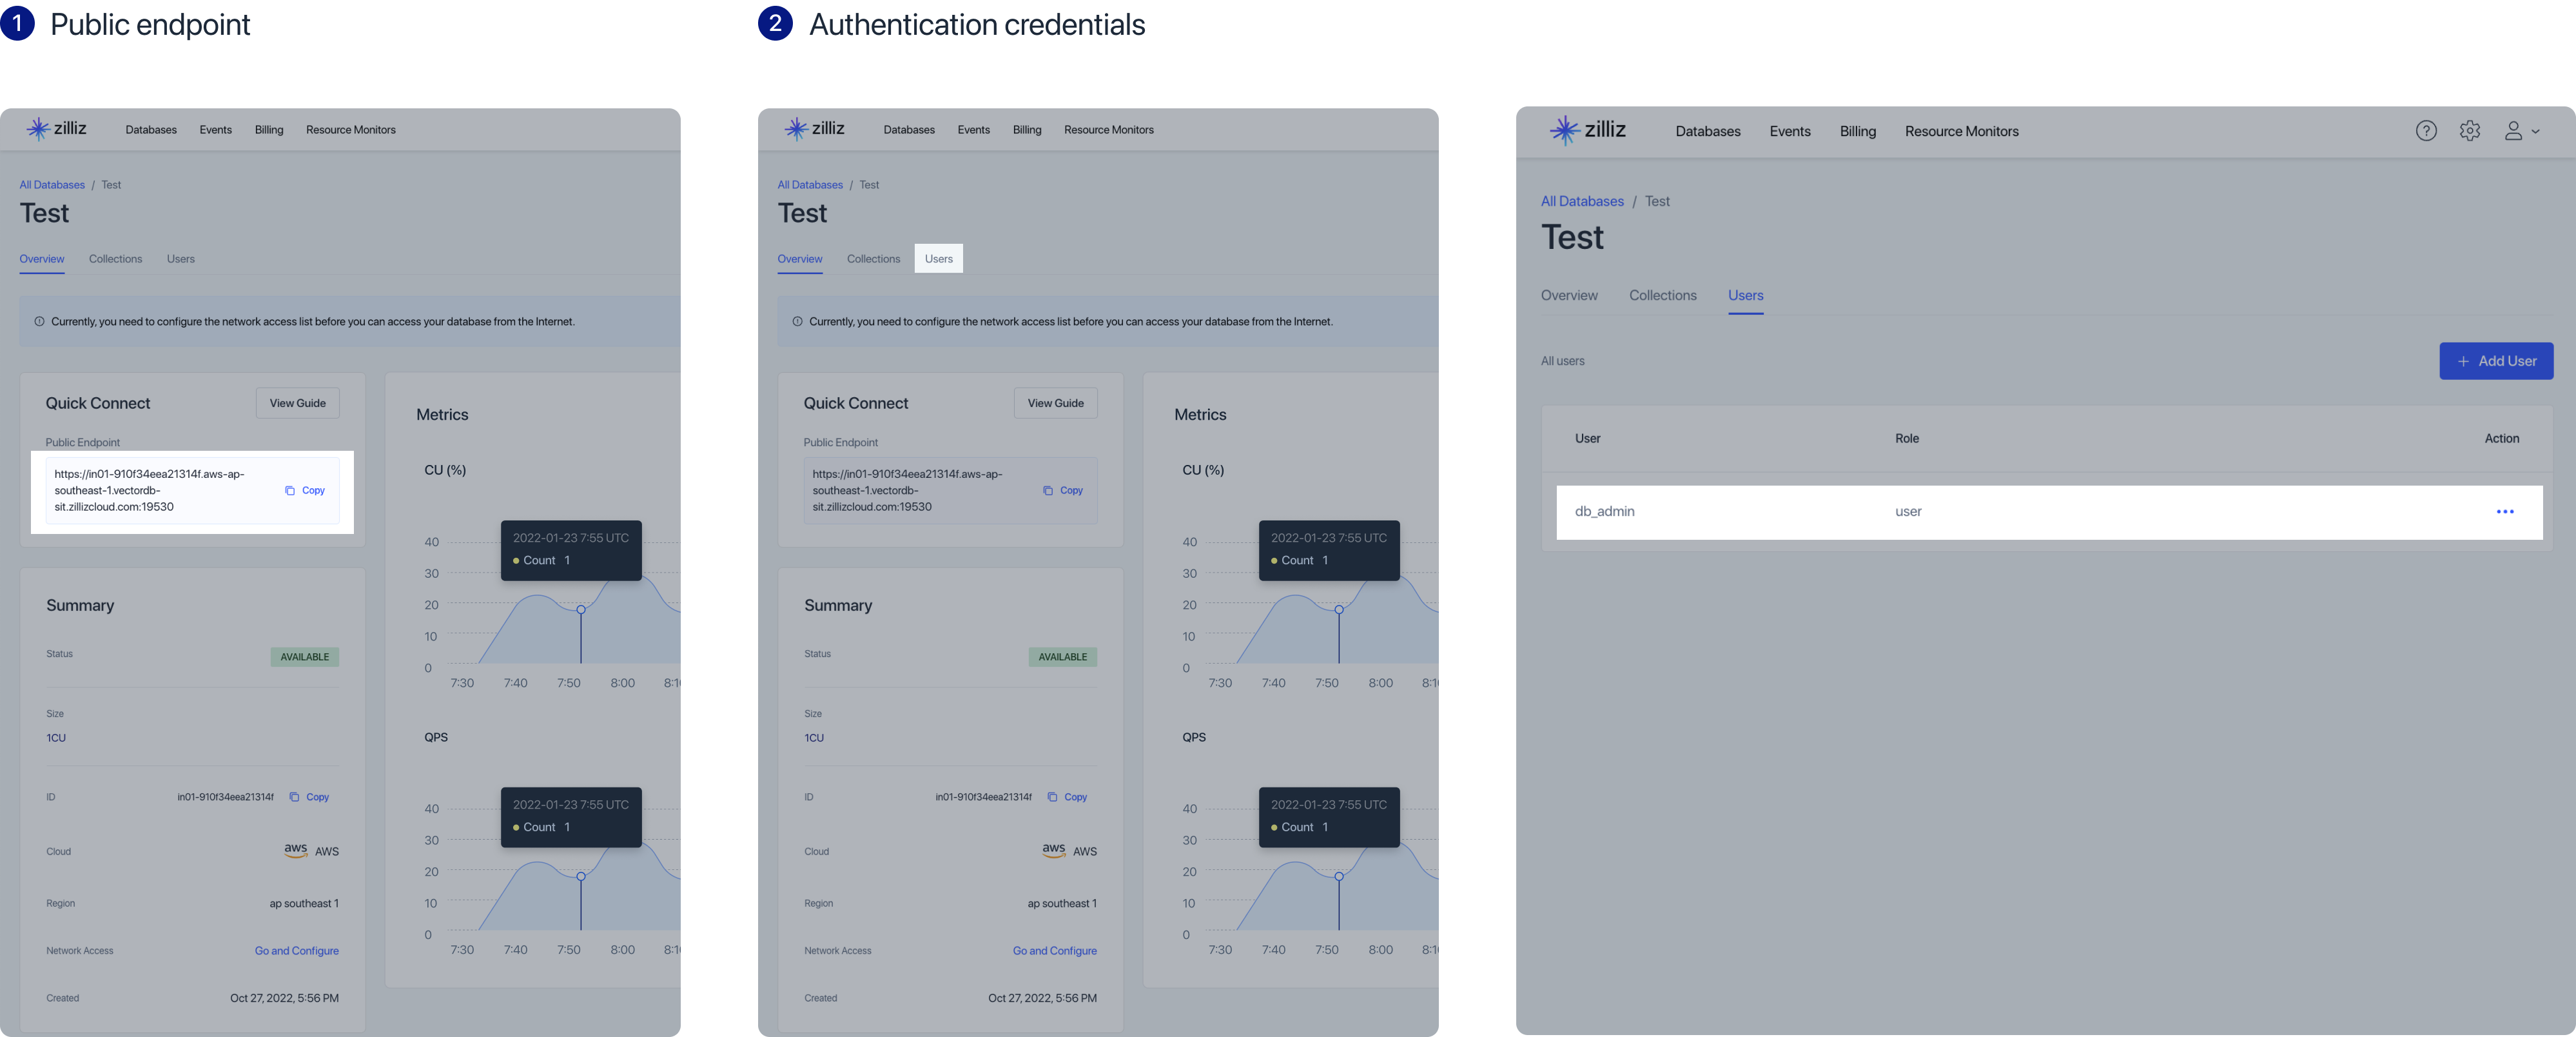 1 Public endpoint
2 Authentication credentials
zilliz Databases Events Billing Resource Monitors
All Databases / Test
Test
Overview Collections Users
Currently, you need to configure the network access list before you can access your database from the Internet.
Quick Connect View Guide
Public Endpoint
https://in01-910f34eea21314f.aws-ap-
southeast-1.vectordb-
sit.zillizcloud.com:19530
Copy
Summary
Status AVAILABLE
Size
1CU
ID in01-910f34eea21314f Copy
Cloud aws AWS
Region ap southeast 1
Network Access Go and Configure
Created Oct 27, 2022, 5:56 PM
Metrics
CU (%)
2022-01-23 7:55 UTC
Count 1
40
30
20
10
0
7:30 7:40 7:50 8:00 8:10
QPS
2022-01-23 7:55 UTC
Count 1
40
30
20
10
0
7:30 7:40 7:50 8:00 8:10
zilliz Databases Events Billing Resource Monitors
All Databases / Test
Test
Overview Collections Users
Currently, you need to configure the network access list before you can access your database from the Internet.
Quick Connect View Guide
Public Endpoint
https://in01-910f34eea21314f.aws-ap-
southeast-1.vectordb-
sit.zillizcloud.com:19530
Copy
Summary
Status AVAILABLE
Size
1CU
ID in01-910f34eea21314f Copy
Cloud aws AWS
Region ap southeast 1
Network Access Go and Configure
Created Oct 27, 2022, 5:56 PM
Metrics
CU (%)
2022-01-23 7:55 UTC
Count 1
40
30
20
10
0
7:30 7:40 7:50 8:00 8:10
QPS
2022-01-23 7:55 UTC
Count 1
40
30
20
10
0
7:30 7:40 7:50 8:00 8:10
zilliz Databases Events Billing Resource Monitors
All Databases / Test
Test
Overview Collections Users
All users + Add User
User Role Action
db_admin user